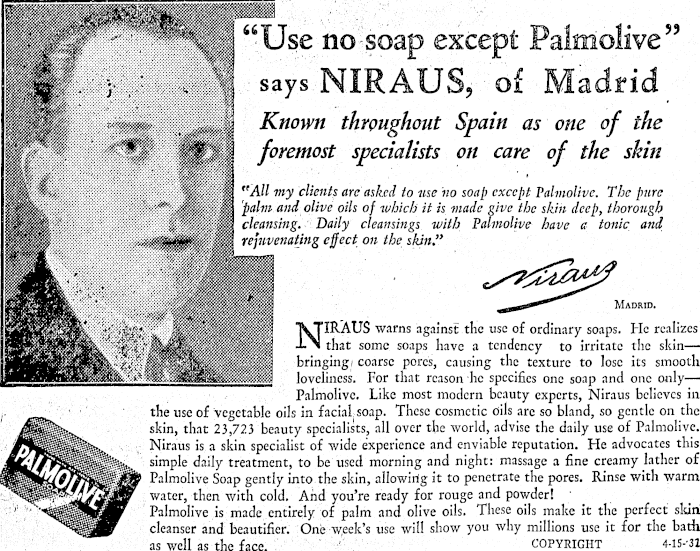 "Use no soap except Palmolive"
says NIRAUS, of Madrid
Known throughout Spain as one of the
foremost specialists on care of the skin
"All my clients are asked to use no soap except Palmolive. The pure
palm and olive oils of which it is made give the skin deep, thorough
cleansing. Daily cleansings with Palmolive have a tonic and
rejuvenating effect on the skin."
Niraus
MADRID.
NIRAUS warns against the use of ordinary soaps. He realizes
that some soaps have a tendency to irritate the skin—
bringing coarse pores, causing the texture to lose its smooth
loveliness. For that reason he specifies one soap and one only—
Palmolive. Like most modern beauty experts, Niraus believes in
the use of vegetable oils in facial soap. These cosmetic oils are so bland, so gentle on the
skin, that 23,723 beauty specialists, all over the world, advise the daily use of Palmolive.
Niraus is a skin specialist of wide experience and enviable reputation. He advocates this
simple daily treatment, to be used morning and night: massage a fine creamy lather of
Palmolive Soap gently into the skin, allowing it to penetrate the pores. Rinse with warm
water, then with cold. And you're ready for rouge and powder!
Palmolive is made entirely of palm and olive oils. These oils make it the perfect skin
cleanser and beautifier. One week's use will show you why millions use it for the bath
as well as the face.
COPYRIGHT 4-15-31
PALMOLIVE